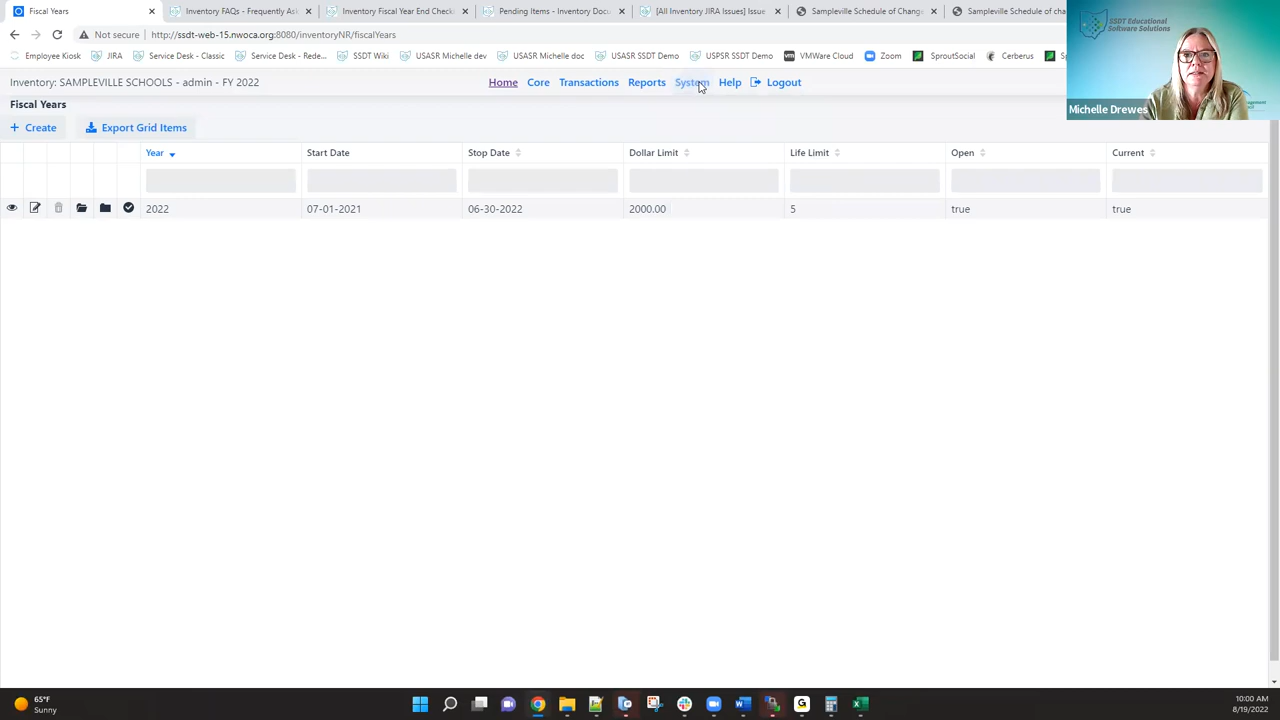 Fiscal Years
Inventory FAQs - Frequently Ask
Inventory Fiscal Year End Check
Pending Items - Inventory Docu
[All Inventory JIRA Issues] Issue
Sampleville Schedule of Change
Sampleville Schedule of cha
Not secure
http://ssdt-web-15.nwoca.org:8080/inventoryNR/fiscalYears
Employee Kiosk
JIRA
Service Desk - Classic
Service Desk - Rede...
SSDT Wiki
USASR Michelle dev
USASR Michelle doc
USASR SSDT Demo
USPSR SSDT Demo
VMWare Cloud
Zoom
SproutSocial
Cerberus
Sp
SSDT Educational
Software Solutions
Michelle Drewes
Inventory: SAMPLEVILLE SCHOOLS - admin - FY 2022
Home Core Transactions Reports System Help Logout
Fiscal Years
+ Create Export Grid Items
Year Start Date Stop Date Dollar Limit Life Limit Open Current
2022 07-01-2021 06-30-2022 2000.00 5 true true
65°F
Sunny
10:00 AM
8/19/2022